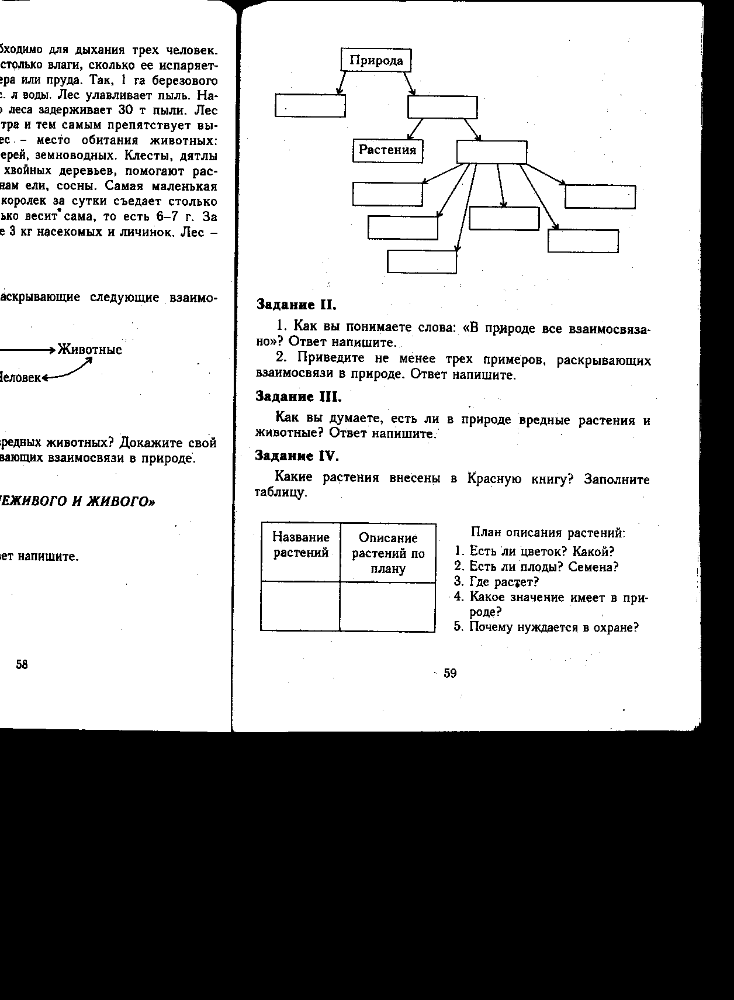 ходимо для дыхания трех человек.
столько влаги, сколько ее испаряет-
ера или пруда. Так, 1 га березового
л воды. Лес улавливает пыль. На-
леса задерживает 30 т пыли. Лес
тра и тем самым препятствует вы-
ес – место обитания животных:
ерей, земноводных. Клесты, дятлы
хвойных деревьев, помогают рас-
нам ели, сосны. Самая маленькая
королек за сутки съедает столько
ько весит сама, то есть 6–7 г. За
е 3 кг насекомых и личинок. Лес –
аскрывающие следующие взаимо-
Животные
Человек
вредных животных? Докажите свой
вающих взаимосвязи в природе.
НЕЖИВОГО И ЖИВОГО»
ет напишите.
58
Природа
Растения
Задание II.
1. Как вы понимаете слова: «В природе все взаимосвяза-
но»? Ответ напишите.
2. Приведите не менее трех примеров, раскрывающих
взаимосвязи в природе. Ответ напишите.
Задание III.
Как вы думаете, есть ли в природе вредные растения и
животные? Ответ напишите.
Задание IV.
Какие растения внесены в Красную книгу? Заполните
таблицу.
Название
растений
Описание
растений по
плану
План описания растений:
1. Есть ли цветок? Какой?
2. Есть ли плоды? Семена?
3. Где растет?
4. Какое значение имеет в при-
роде?
5. Почему нуждается в охране?
59